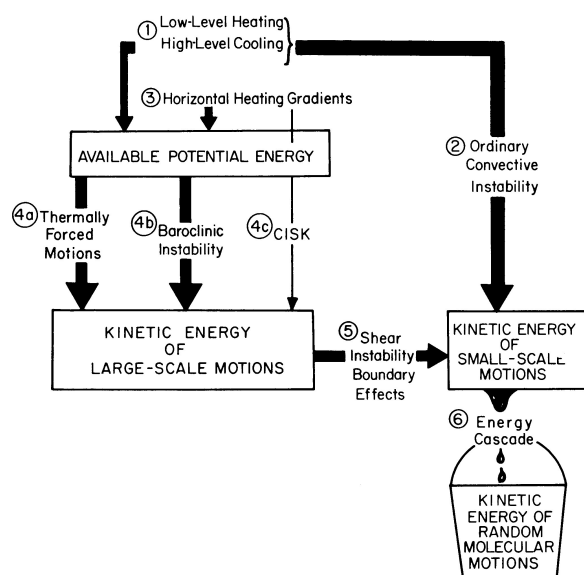 ① Low-Level Heating
High-Level Cooling
③ Horizontal Heating Gradients
AVAILABLE POTENTIAL ENERGY
② Ordinary
Convective
Instability
④a Thermally
Forced
Motions
④b Baroclinic
Instability
④c CISK
KINETIC ENERGY
OF
LARGE-SCALE MOTIONS
⑤ Shear
Instability
Boundary
Effects
KINETIC ENERGY
OF
SMALL-SCALE
MOTIONS
⑥ Energy
Cascade
KINETIC
ENERGY OF
RANDOM
MOLECULAR
MOTIONS